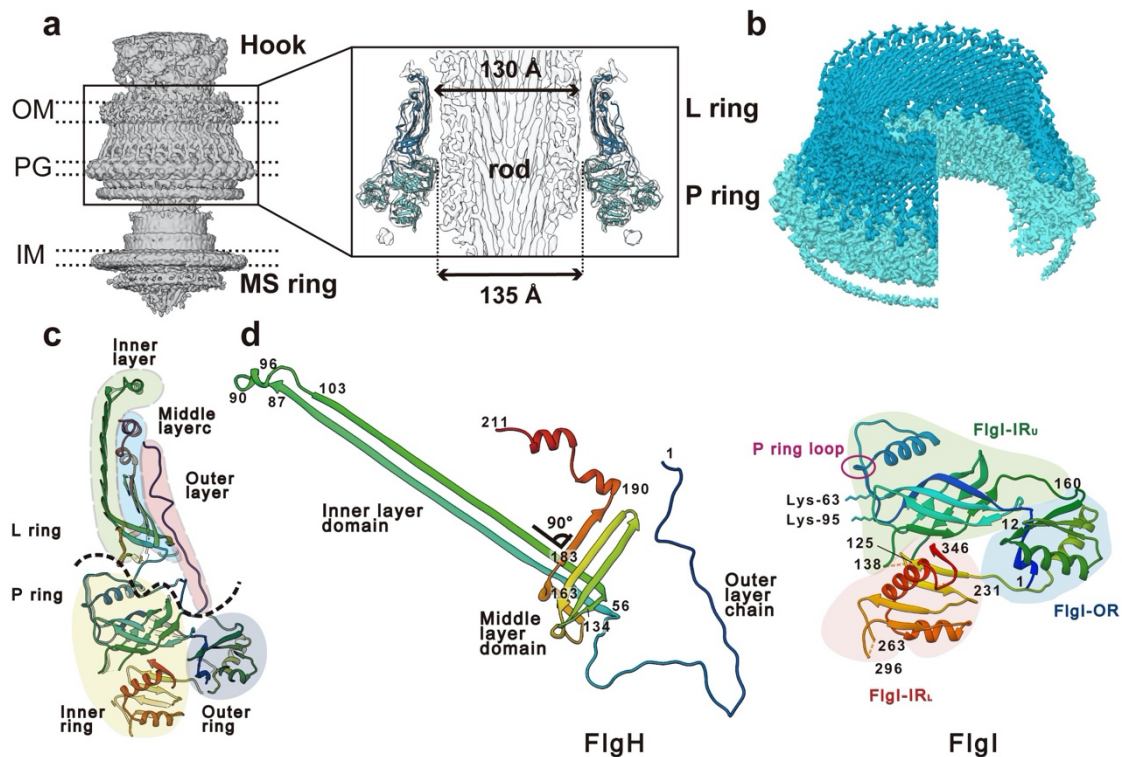 a
Hook
OM
PG
IM
MS ring
130 Å
rod
135 Å
L ring
P ring
b
c
Inner
layer
Middle
layerc
Outer
layer
L ring
P ring
Inner
ring
Outer
ring
d
96
90
87
103
211
1
190
Inner layer
domain
90°
183
163
56
134
Middle
layer
domain
Outer
layer
chain
FlgH
P ring loop
FlgI-IRU
Lys-63
Lys-95
160
12
125
138
346
1
231
FlgI-OR
263
296
FlgI-IRL
FlgI